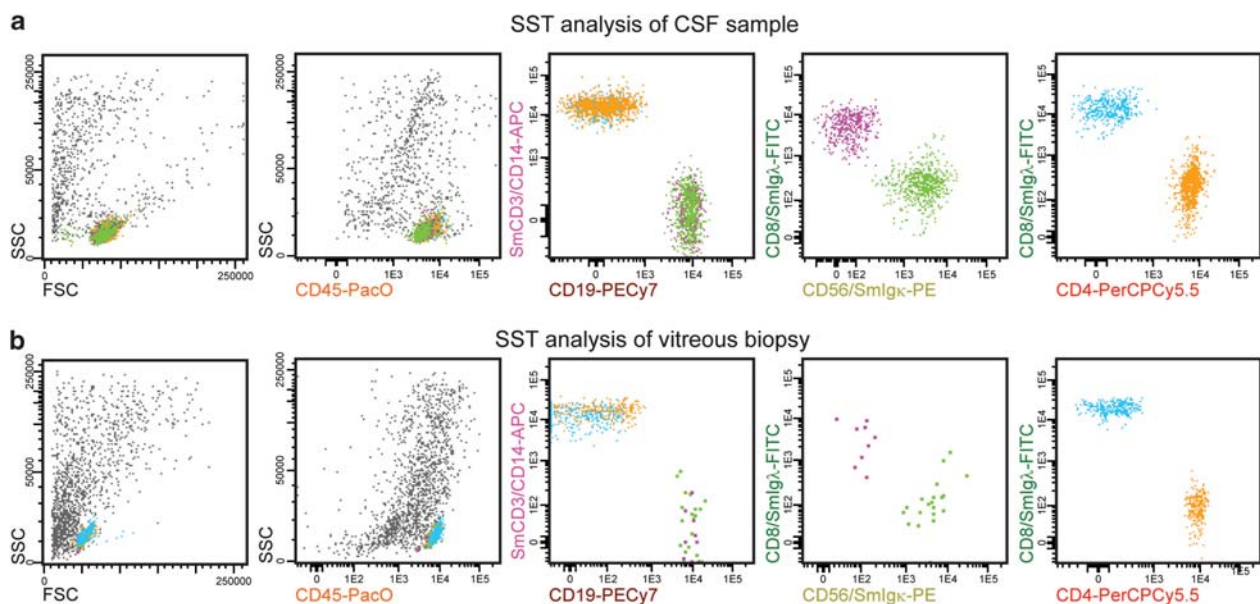 a
SST analysis of CSF sample
250000
50000
0
SSC
0
250000
FSC
250000
50000
0
SSC
0
1E3
1E4
1E5
CD45-PacO
1E5
1E4
1E3
0
SmCD3/CD14-APC
0
1E3
1E4
1E5
CD19-PECy7
1E5
1E4
1E3
1E2
0
CD8/SmIgλ-FITC
0 1E2
1E3
1E4
1E5
CD56/SmIgκ-PE
1E5
1E4
1E3
1E2
0
CD8/SmIgλ-FITC
0
1E3
1E4
1E5
CD4-PerCPCy5.5
b
SST analysis of vitreous biopsy
250000
50000
0
SSC
0
250000
FSC
250000
50000
0
SSC
0
1E2
1E3
1E4
1E5
CD45-PacO
1E5
1E4
1E3
1E2
0
SmCD3/CD14-APC
0
1E2
1E3
1E4
1E5
CD19-PECy7
1E5
1E4
1E3
1E2
0
CD8/SmIgλ-FITC
0
1E2
1E3
1E4
1E5
CD56/SmIgκ-PE
1E5
1E4
1E3
1E2
0
CD8/SmIgλ-FITC
0
1E2
1E3
1E4
1E5
CD4-PerCPCy5.5